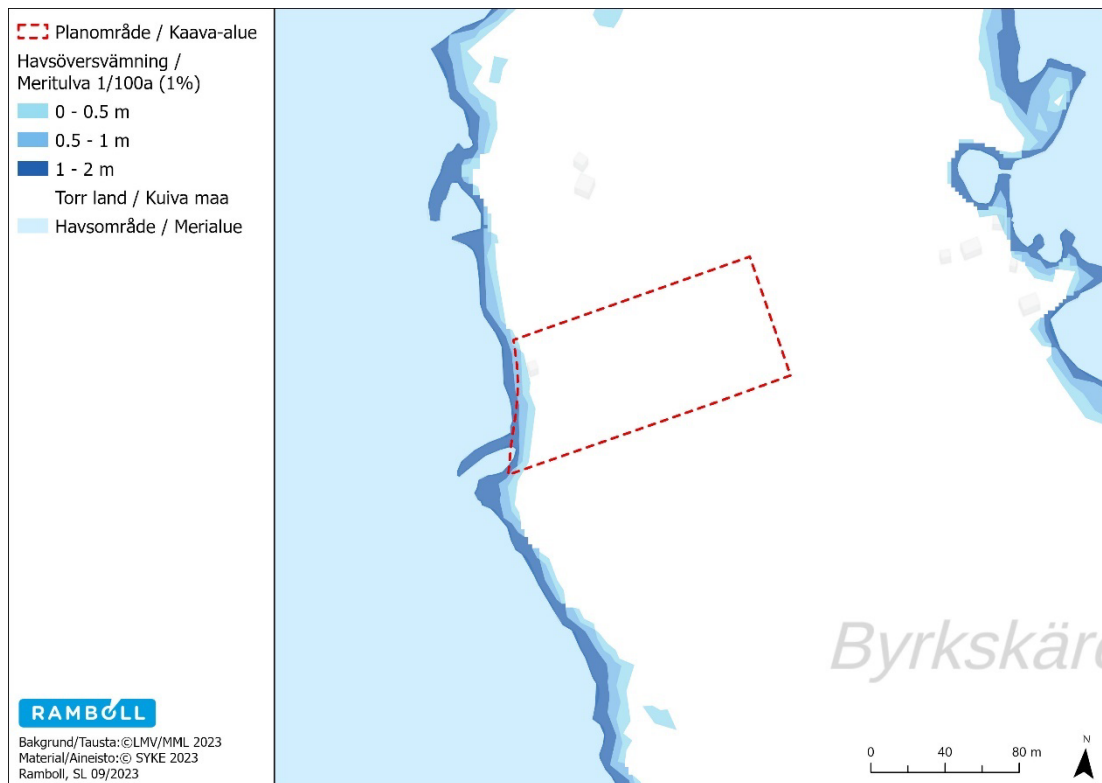 Planområde / Kaava-alue
Havsöversvämning /
Meritulva 1/100a (1%)
0 - 0.5 m
0.5 - 1 m
1 - 2 m
Torr land / Kuiva maa
Havsområde / Merialue
Byrkskäre
RAMBOLL
Bakgrund/Tausta:©LMV/MML 2023
Material/Aineisto:© SYKE 2023
Ramboll, SL 09/2023
0 40 80 m
N